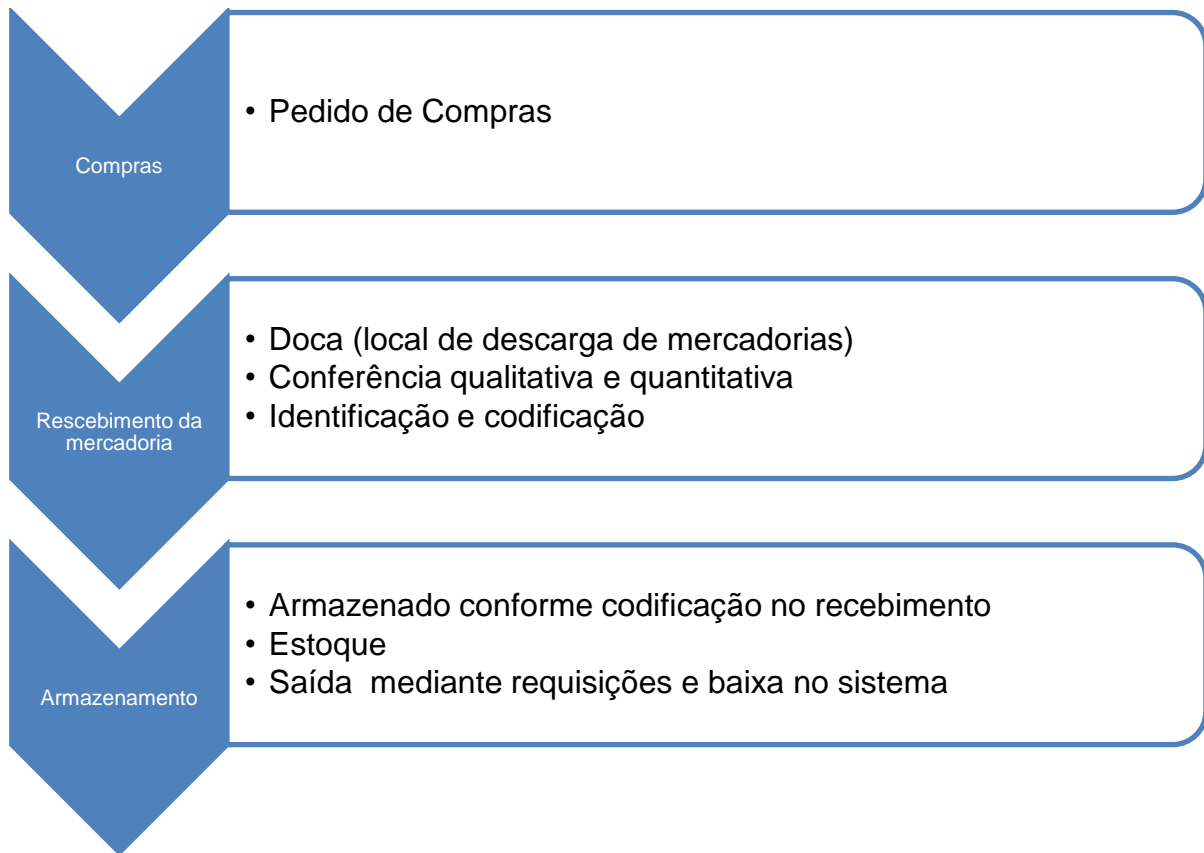 Compras
• Pedido de Compras
Rescebimento da
mercadoria
• Doca (local de descarga de mercadorias)
• Conferência qualitativa e quantitativa
• Identificação e codificação
Armazenamento
• Armazenado conforme codificação no recebimento
• Estoque
• Saída  mediante requisições e baixa no sistema